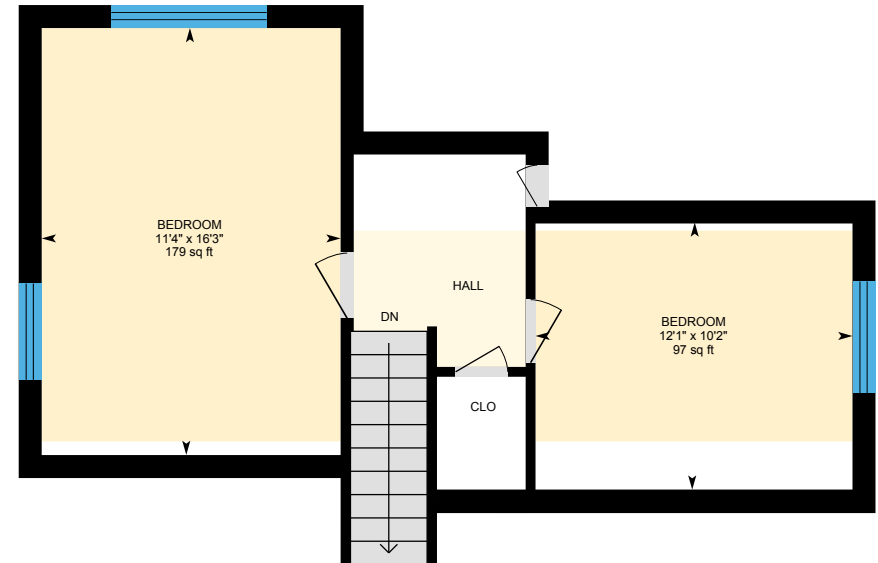 BEDROOM
11'4" x 16'3"
179 sq ft
HALL
DN
BEDROOM
12'1" x 10'2"
97 sq ft
CLO